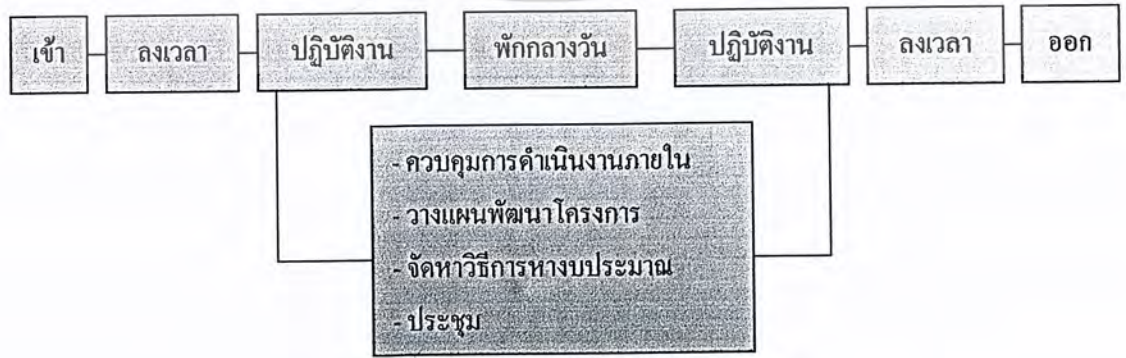 เข้า
ลงเวลา
ปฏิบัติงาน
พักกลางวัน
ปฏิบัติงาน
ลงเวลา
ออก
- ควบคุมการดำเนินงานภายใน
- วางแผนพัฒนาโครงการ
- จัดหาวิธีการหางบประมาณ
- ประชุม